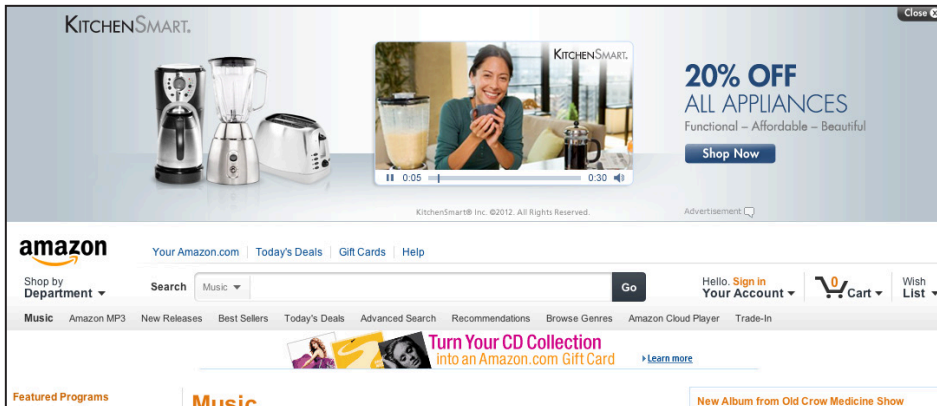 Close X
KITCHENSMART.
KITCHENSMART.
20% OFF
ALL APPLIANCES
Functional – Affordable – Beautiful
Shop Now
0:05
0:30
KitchenSmart® Inc. ©2012. All Rights Reserved.
Advertisement
amazon
Your Amazon.com
Today's Deals
Gift Cards
Help
Shop by
Department
Search
Music
Go
Hello. Sign in
Your Account
0
Cart
Wish
List
Music
Amazon MP3
New Releases
Best Sellers
Today's Deals
Advanced Search
Recommendations
Browse Genres
Amazon Cloud Player
Trade-In
Turn Your CD Collection
into an Amazon.com Gift Card
Learn more
Featured Programs
Music
New Album from Old Crow Medicine Show